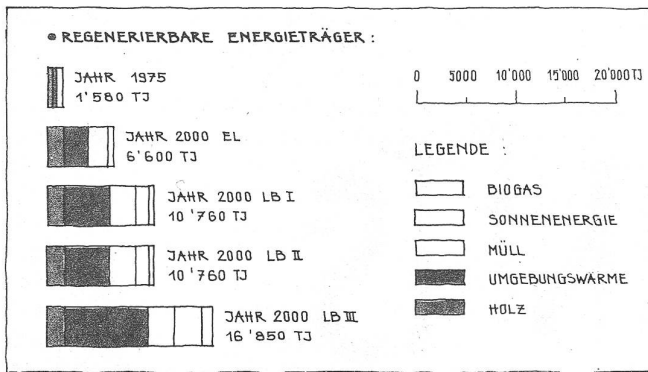 REGENERIERBARE ENERGIETRÄGER :
JAHR 1975
1'580 TJ
JAHR 2000 EL
6'600 TJ
JAHR 2000 LB I
10'760 TJ
JAHR 2000 LB II
10'760 TJ
JAHR 2000 LB III
16'850 TJ
0 5000 10'000 15'000 20'000 TJ
LEGENDE :
BIOGAS
SONNENENERGIE
MÜLL
UMGEBUNGSWÄRME
HOLZ